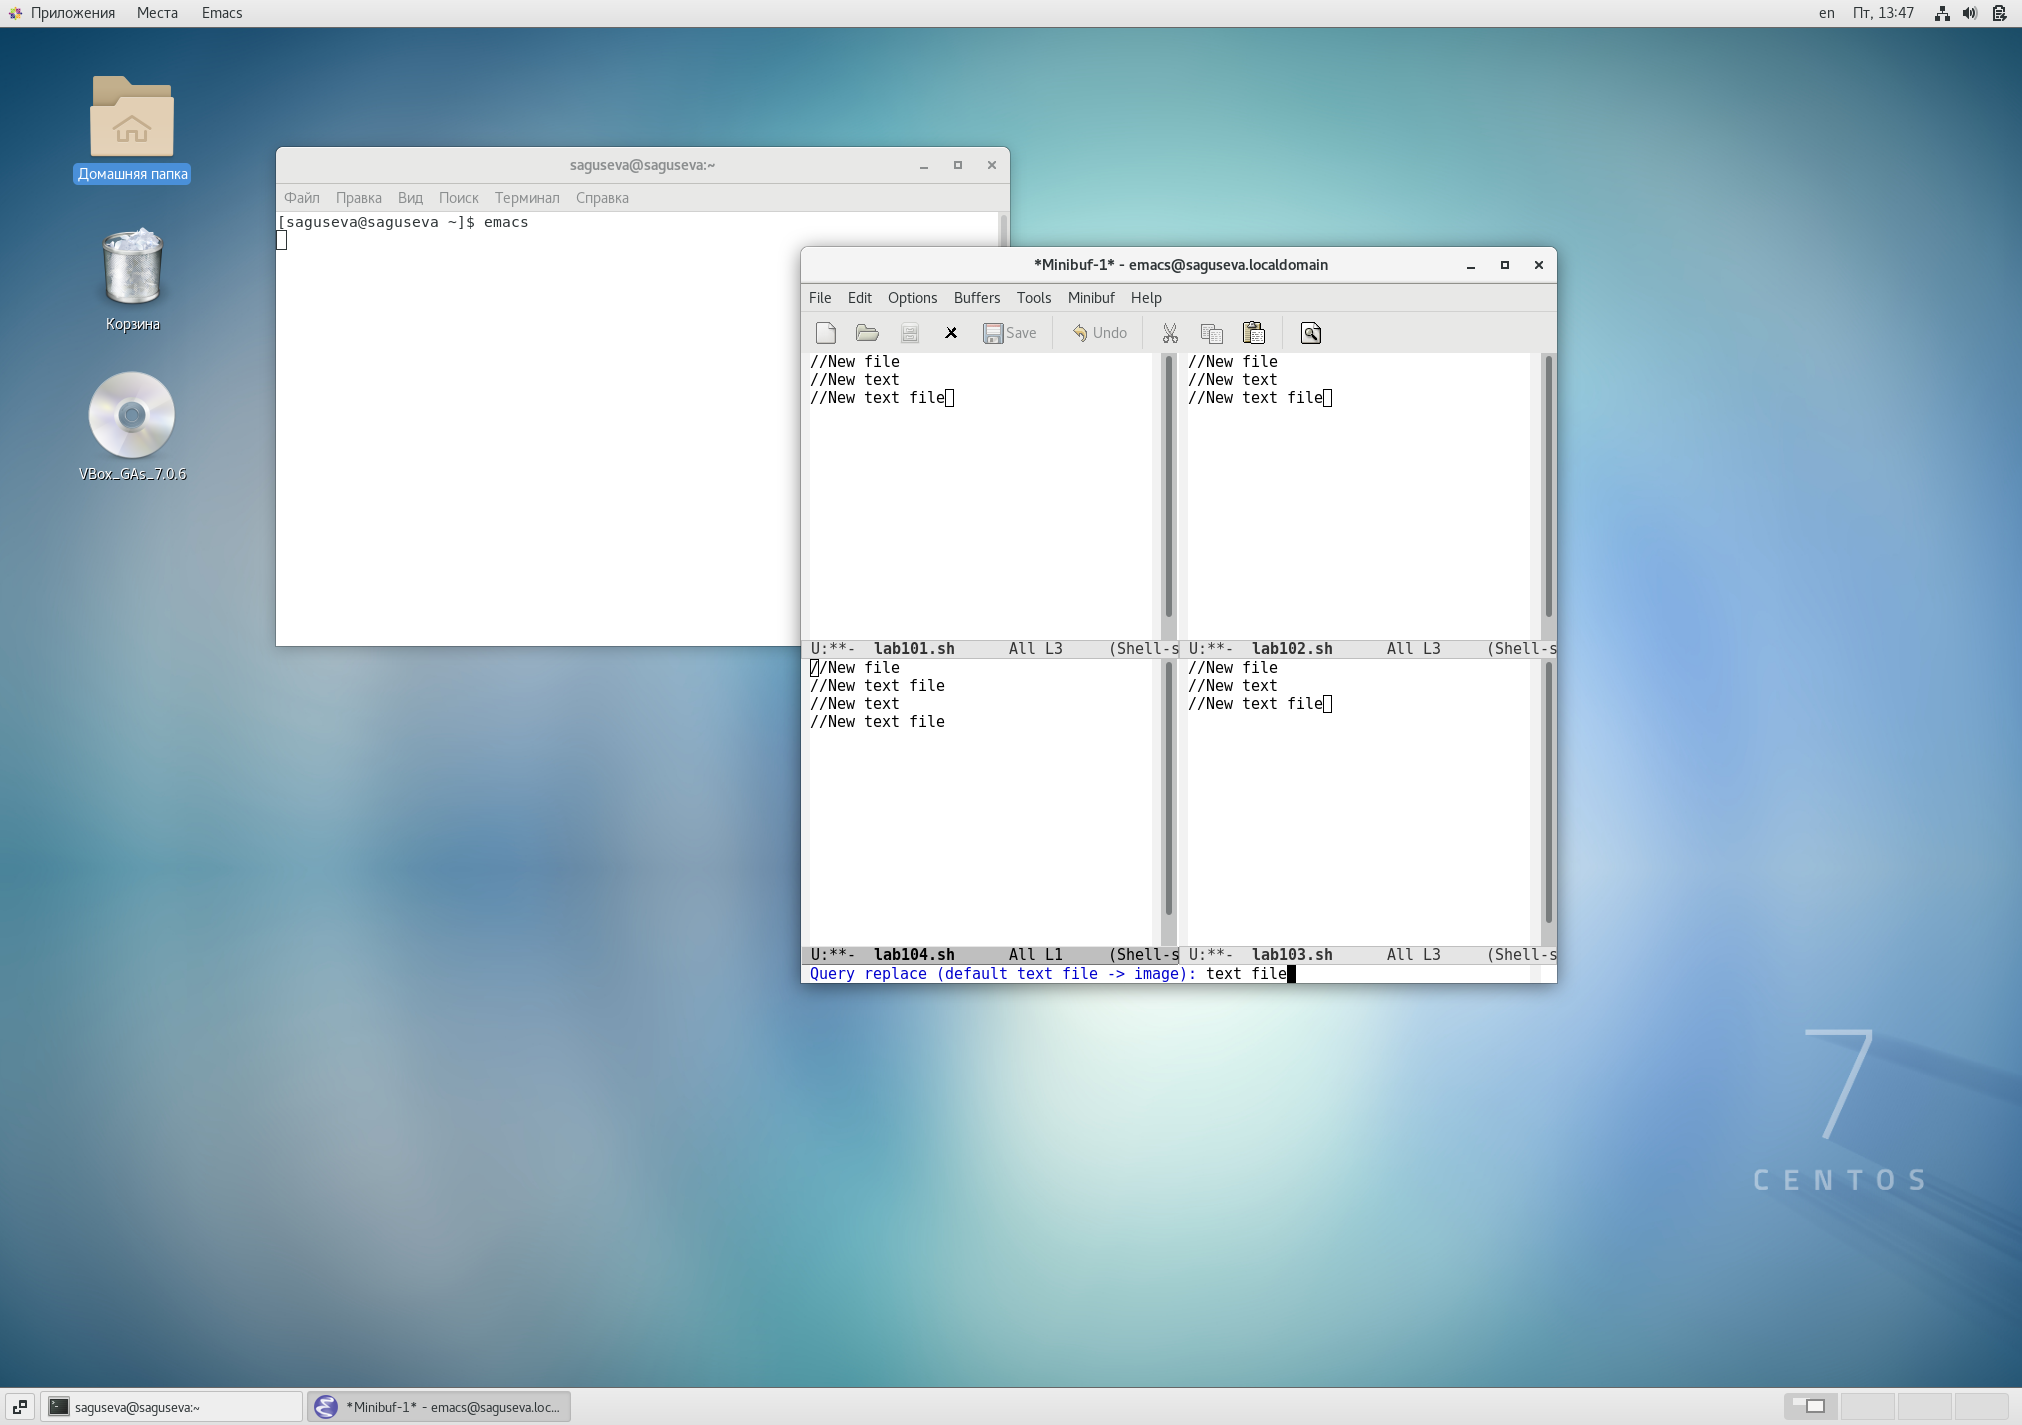 Приложения Места Emacs en Пт, 13:47
Домашняя папка
Корзина
VBox_GAs_7.0.6
saguseva@saguseva:~
Файл Правка Вид Поиск Терминал Справка
[saguseva@saguseva ~]$ emacs
*Minibuf-1* - emacs@saguseva.localdomain
File Edit Options Buffers Tools Minibuf Help
Save Undo
//New file
//New text
//New text file
U:**- lab101.sh All L3 (Shell-s
//New file
//New text
//New text file
U:**- lab102.sh All L3 (Shell-s
//New file
//New text file
//New text
//New text file
U:**- lab104.sh All L1 (Shell-s
//New file
//New text
//New text file
U:**- lab103.sh All L3 (Shell-s
Query replace (default text file -> image): text file
7
CENTOS
saguseva@saguseva:~
*Minibuf-1* - emacs@saguseva.loc...